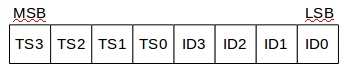 MSB LSB
TS3 TS2 TS1 TS0 ID3 ID2 ID1 ID0